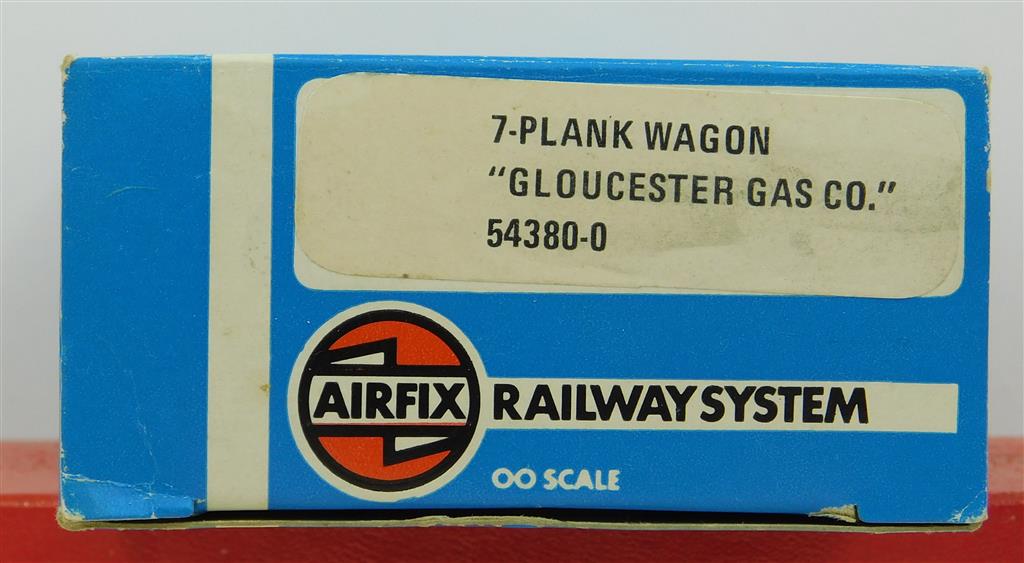 7-PLANK WAGON
"GLOUCESTER GAS CO."
54380-0
AIRFIX RAILWAY SYSTEM
OO SCALE